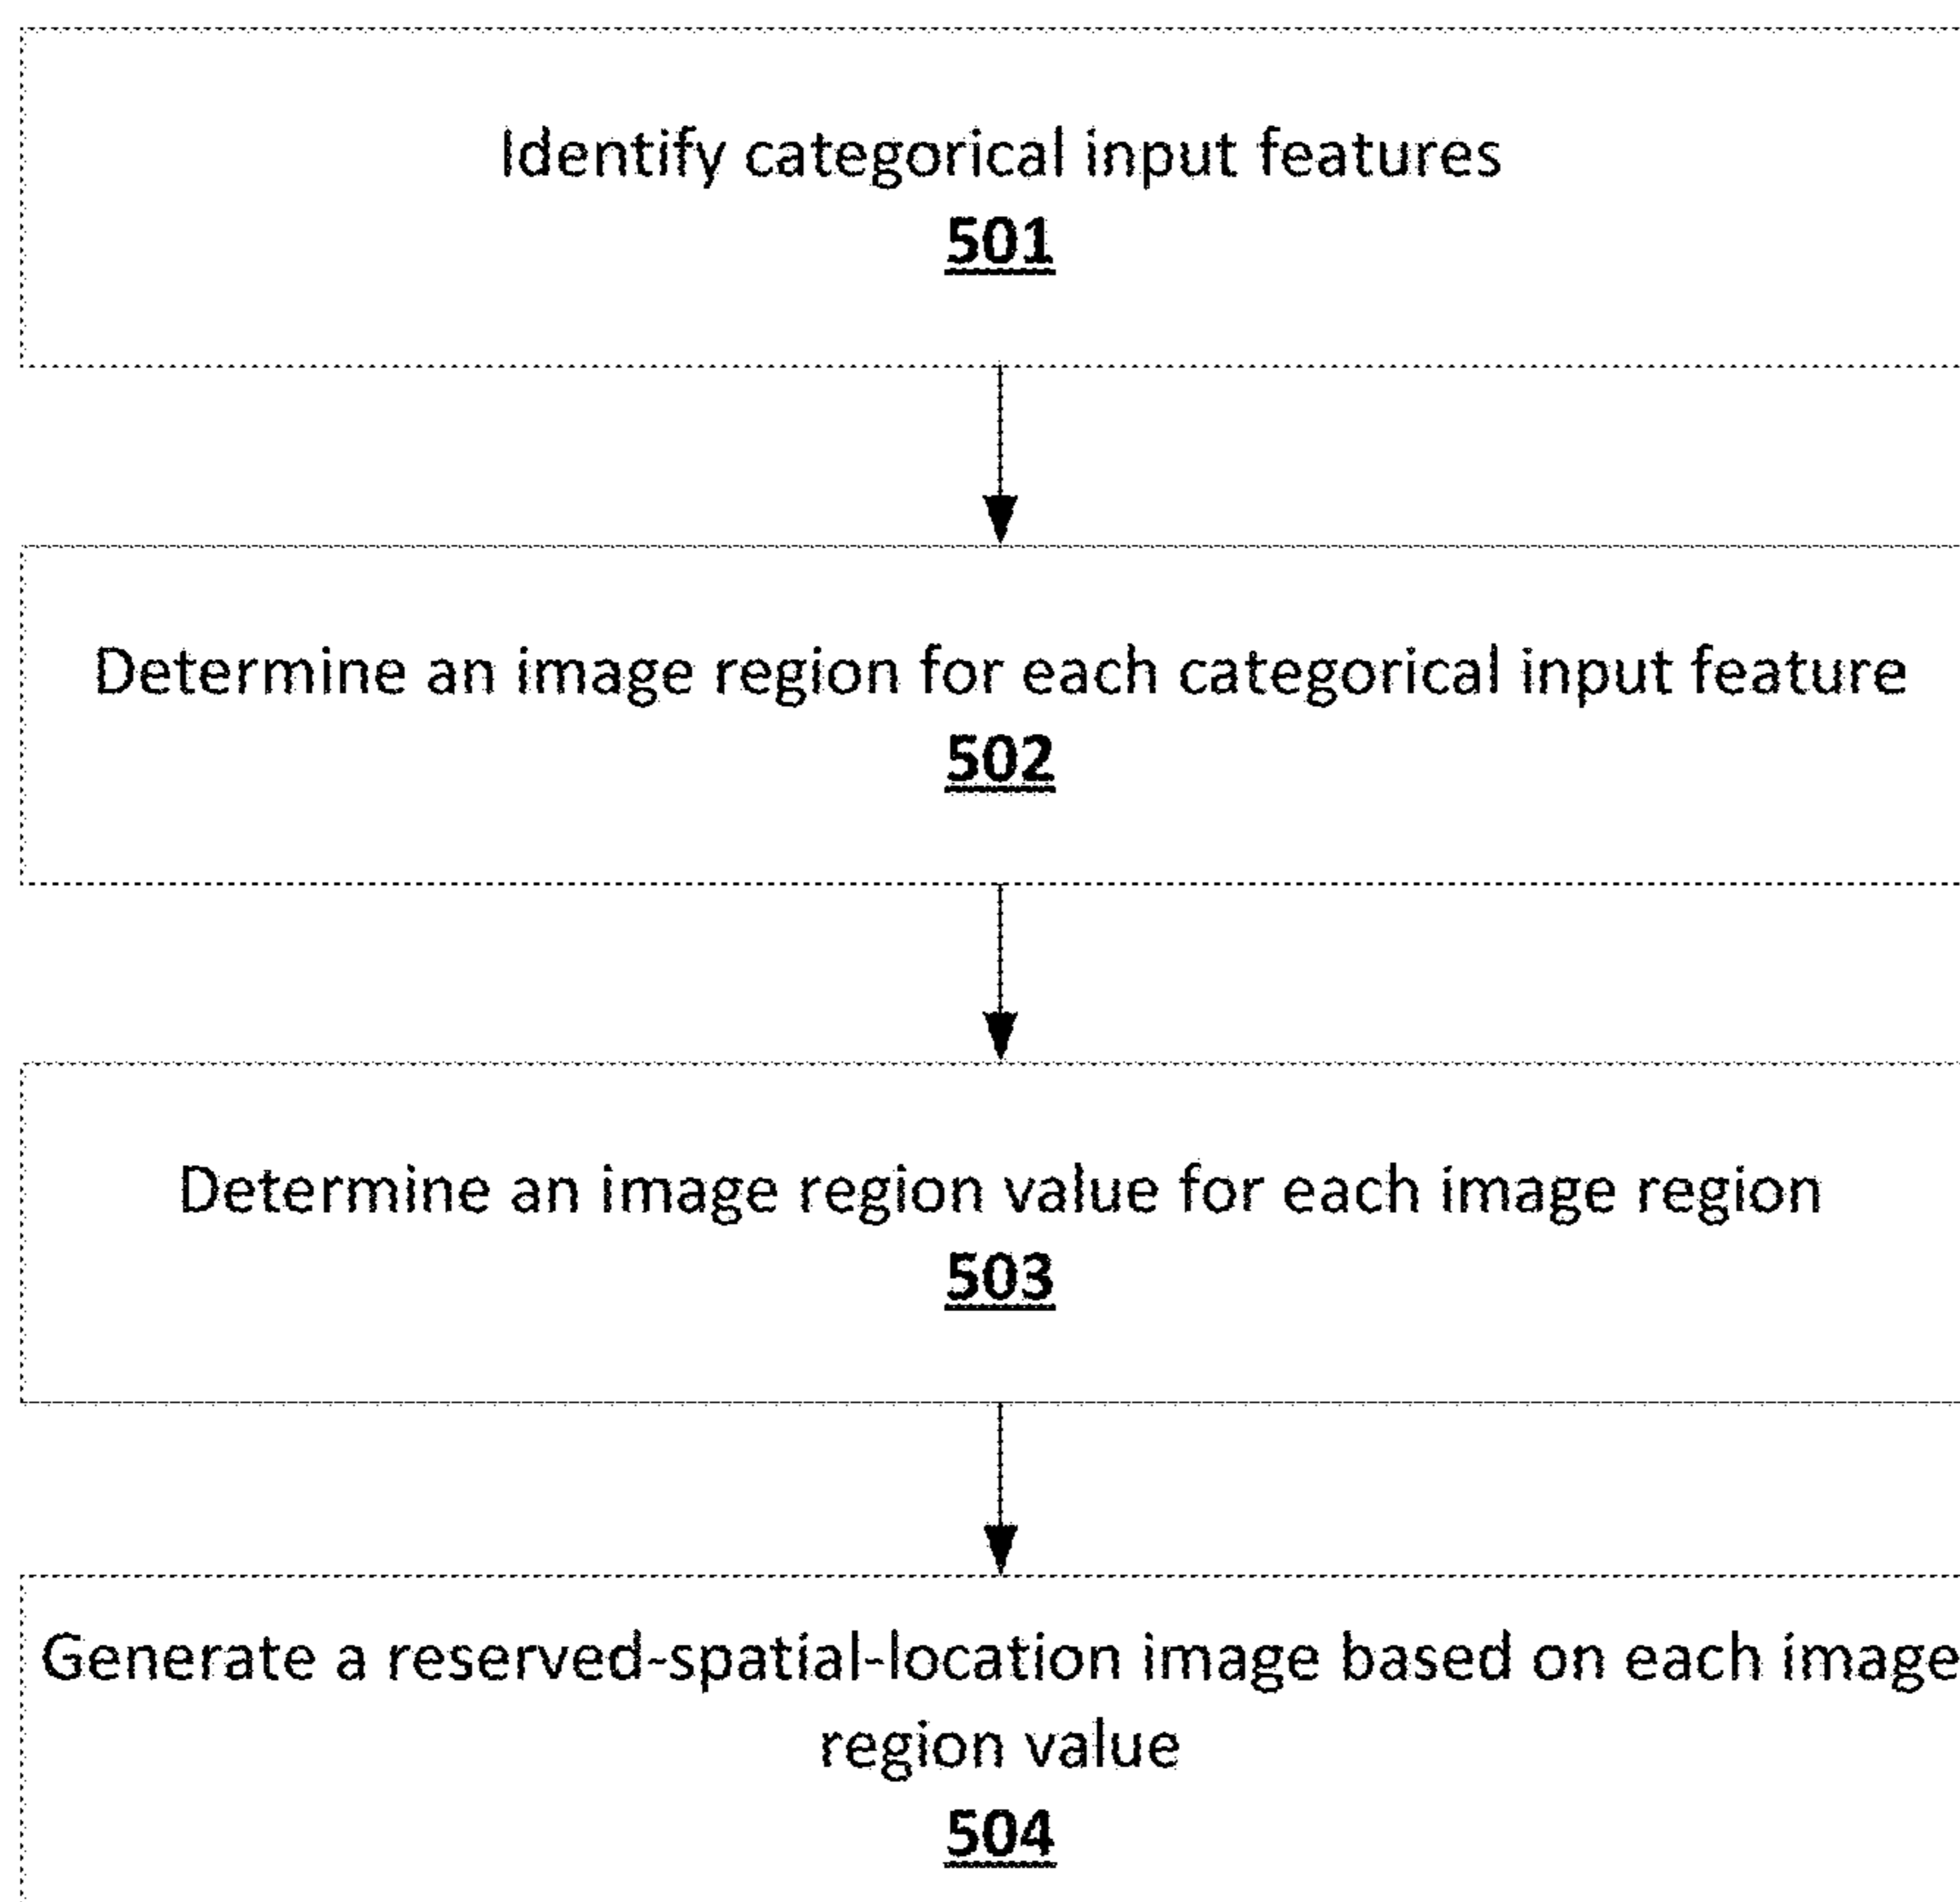 Identify categorical input features
501
Determine an image region for each categorical input feature
502
Determine an image region value for each image region
503
Generate a reserved-spatial-location image based on each image
region value
504